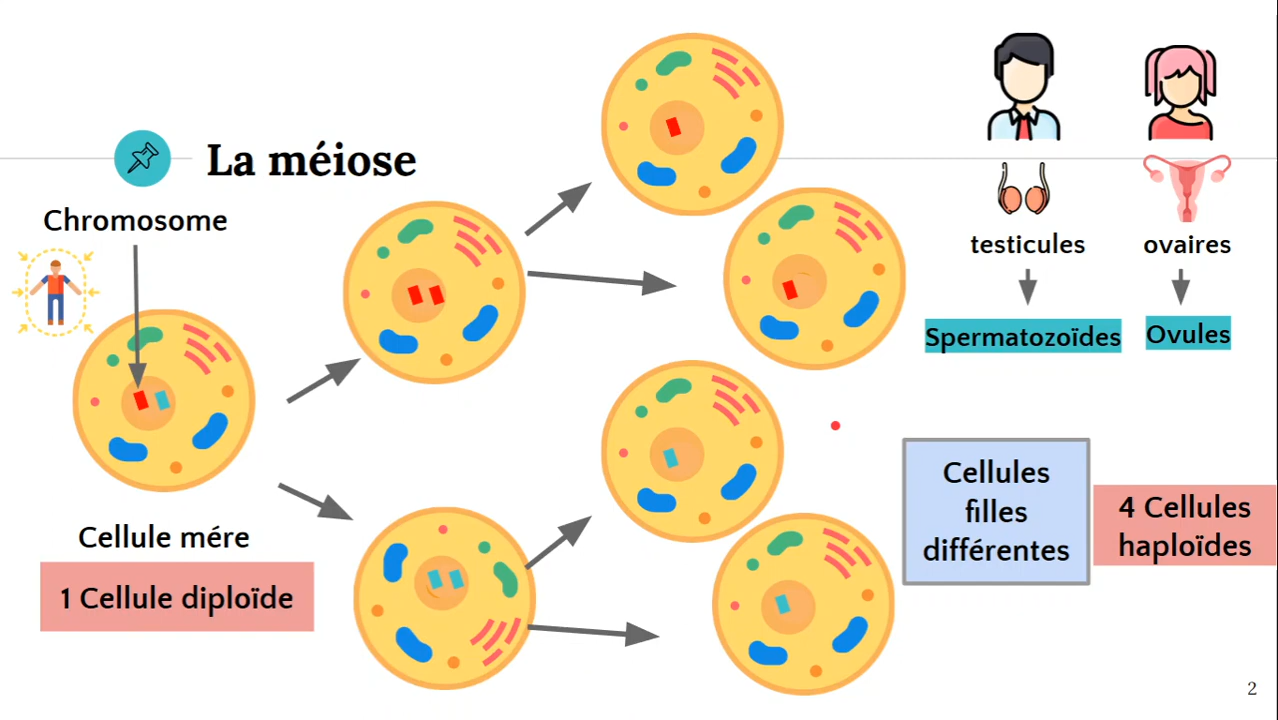 La méiose
Chromosome
Cellule mére
1 Cellule diploïde
testicules
ovaires
Spermatozoïdes
Ovules
Cellules
filles
différentes
4 Cellules
haploïdes
2